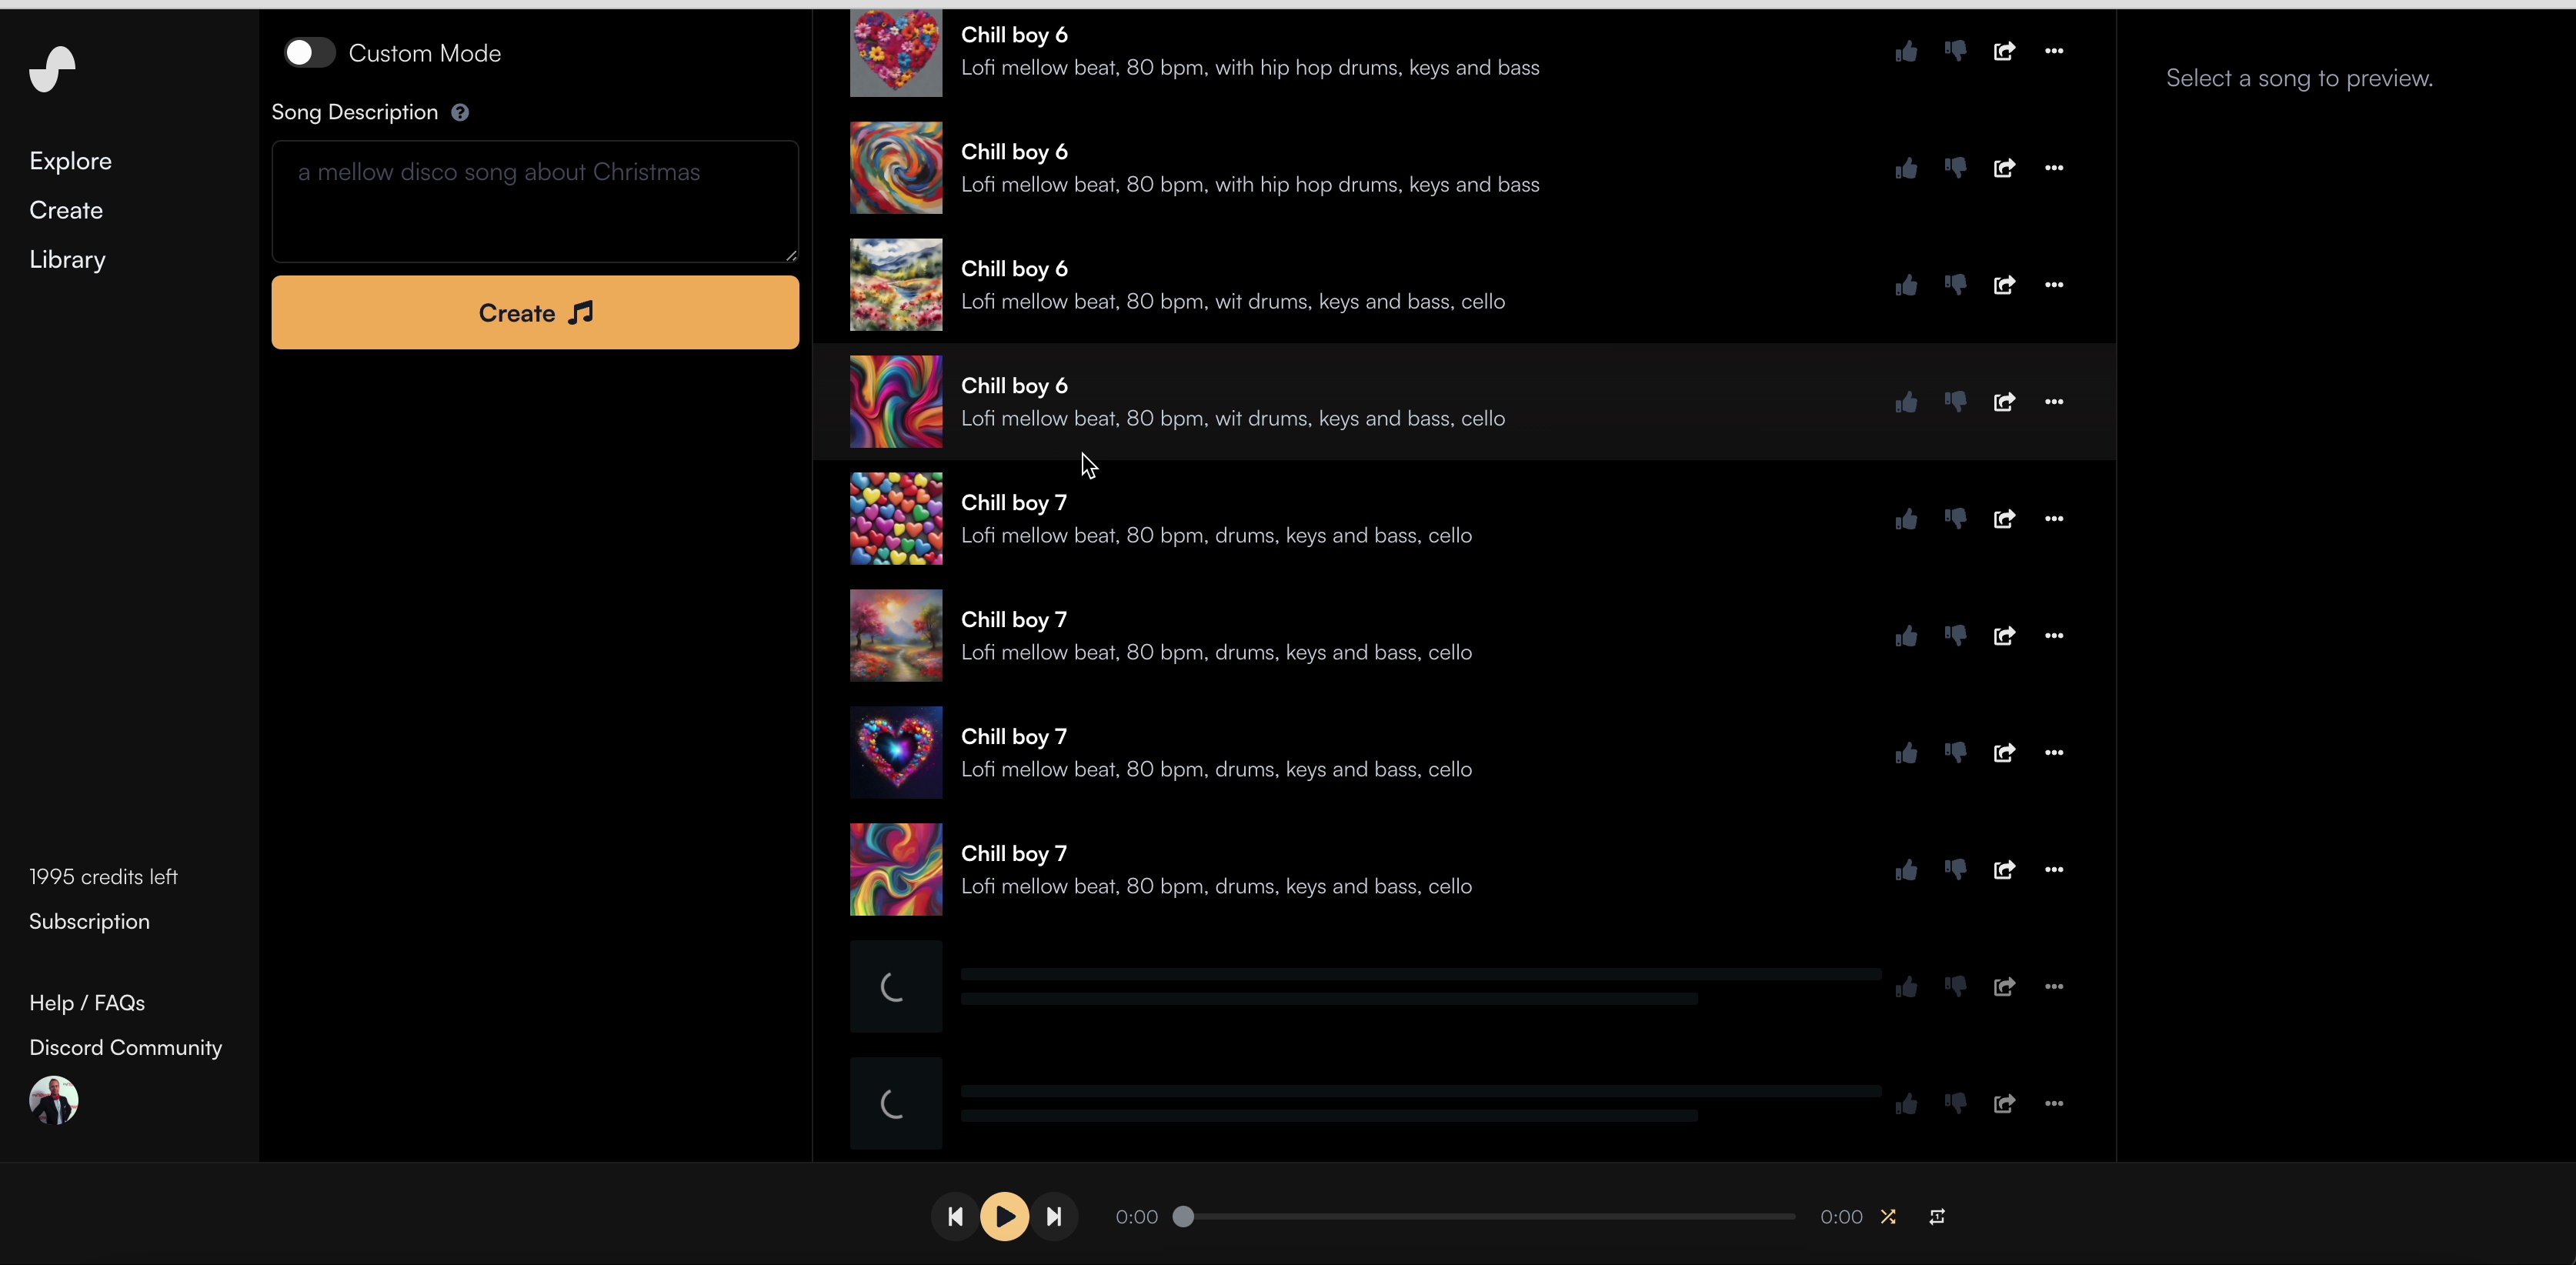 Explore
Create
Library
1995 credits left
Subscription
Help / FAQs
Discord Community
Custom Mode
Song Description ?
a mellow disco song about Christmas
Create
Chill boy 6
Lofi mellow beat, 80 bpm, with hip hop drums, keys and bass
Chill boy 6
Lofi mellow beat, 80 bpm, with hip hop drums, keys and bass
Chill boy 6
Lofi mellow beat, 80 bpm, wit drums, keys and bass, cello
Chill boy 6
Lofi mellow beat, 80 bpm, wit drums, keys and bass, cello
Chill boy 7
Lofi mellow beat, 80 bpm, drums, keys and bass, cello
Chill boy 7
Lofi mellow beat, 80 bpm, drums, keys and bass, cello
Chill boy 7
Lofi mellow beat, 80 bpm, drums, keys and bass, cello
Chill boy 7
Lofi mellow beat, 80 bpm, drums, keys and bass, cello
Select a song to preview.
0:00
0:00